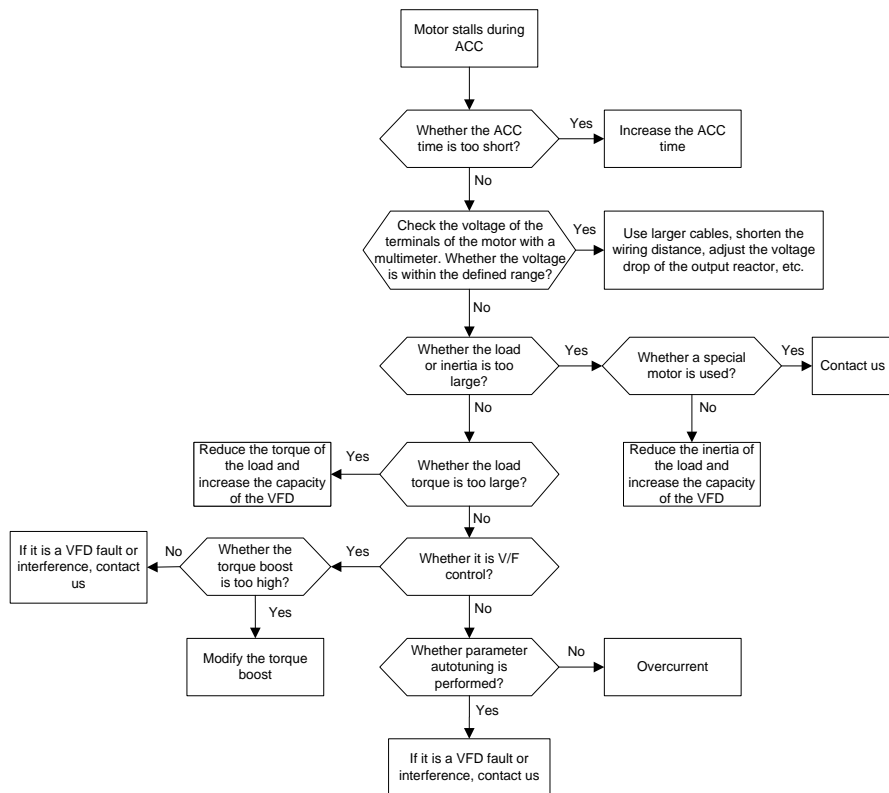 Motor stalls during
ACC
Whether the ACC
time is too short?
Yes
Increase the ACC
time
No
Check the voltage of the
terminals of the motor with a
multimeter. Whether the voltage
is within the defined range?
Yes
Use larger cables, shorten the
wiring distance, adjust the voltage
drop of the output reactor, etc.
No
Whether the load
or inertia is too
large?
Yes
Whether a special
motor is used?
Yes
Contact us
No
No
Reduce the inertia of
the load and
increase the capacity
of the VFD
Whether the load
torque is too large?
Yes
Reduce the torque of
the load and
increase the capacity
of the VFD
No
Whether it is V/F
control?
Yes
Whether the
torque boost
is too high?
No
If it is a VFD fault or
interference, contact
us
Yes
Modify the torque
boost
No
Whether parameter
autotuning is
performed?
No
Overcurrent
Yes
If it is a VFD fault or
interference, contact us